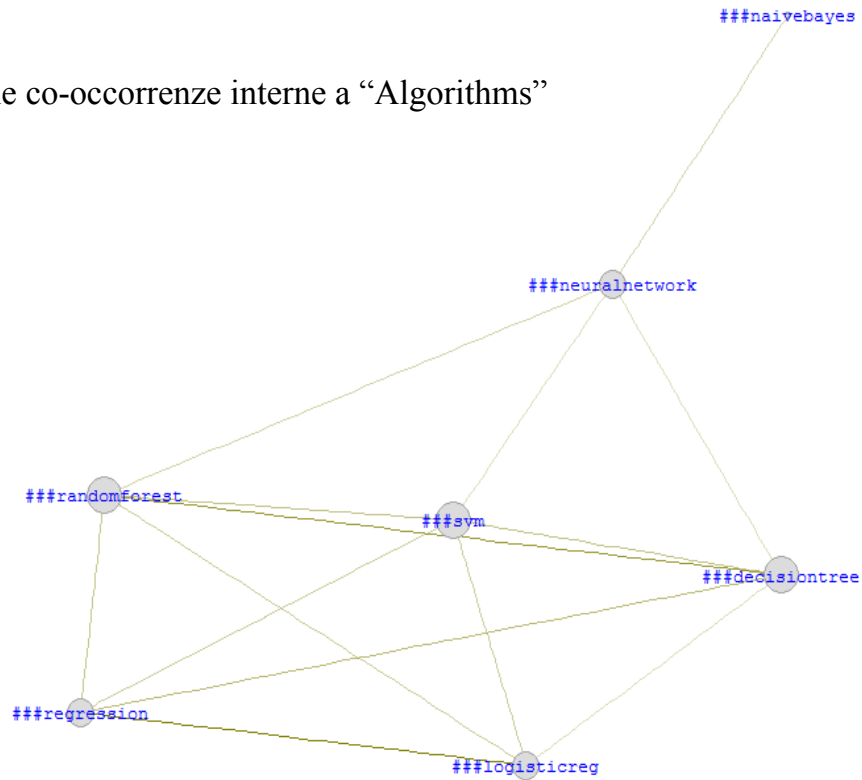 ###naivebayes
e co-occorrenze interne a “Algorithms”
###neuralnetwork
###randomforest
###svm
###decisiontree
###regression
###logisticreg